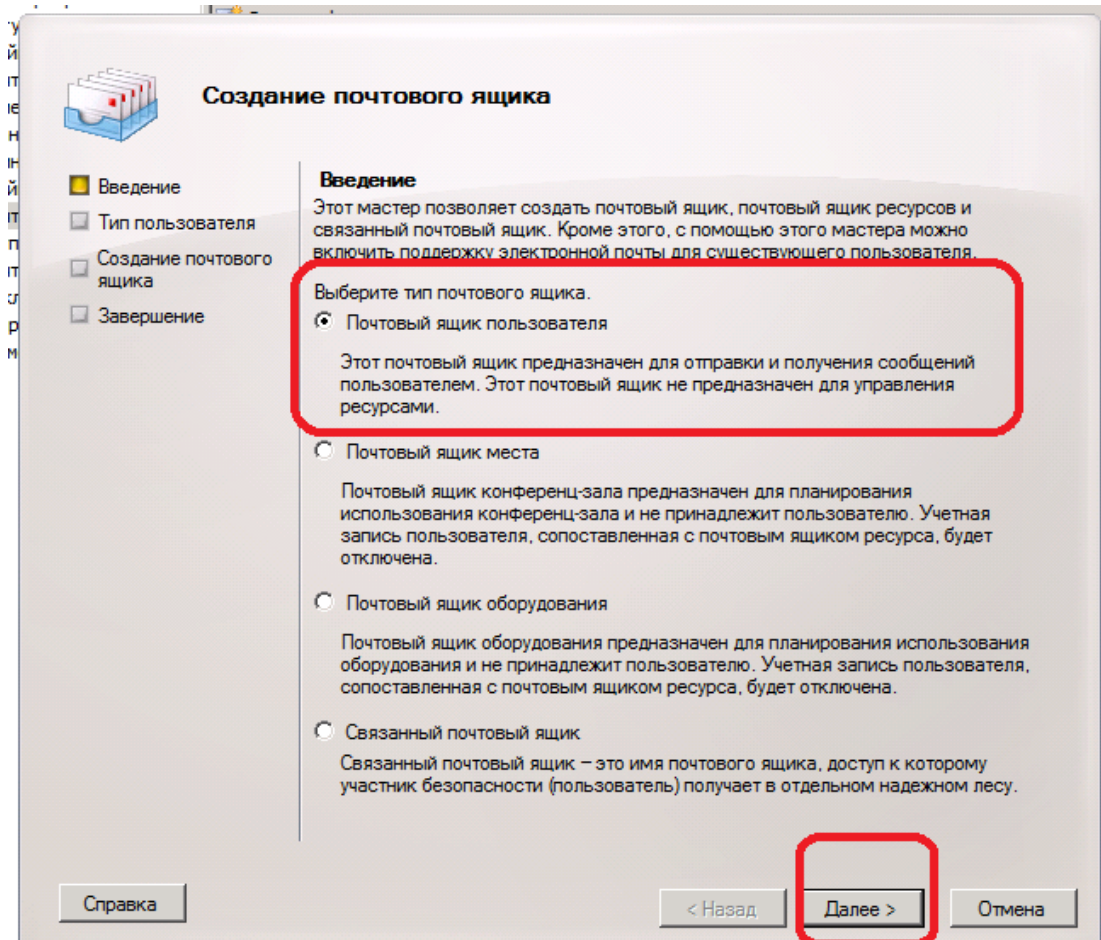 Создание почтового ящика
Введение
Тип пользователя
Создание почтового
ящика
Завершение
Введение
Этот мастер позволяет создать почтовый ящик, почтовый ящик ресурсов и
связанный почтовый ящик. Кроме этого, с помощью этого мастера можно
включить поддержку электронной почты для существующего пользователя.
Выберите тип почтового ящика.
Почтовый ящик пользователя
Этот почтовый ящик предназначен для отправки и получения сообщений
пользователем. Этот почтовый ящик не предназначен для управления
ресурсами.
Почтовый ящик места
Почтовый ящик конференц-зала предназначен для планирования
использования конференц-зала и не принадлежит пользователю. Учетная
запись пользователя, сопоставленная с почтовым ящиком ресурса, будет
отключена.
Почтовый ящик оборудования
Почтовый ящик оборудования предназначен для планирования использования
оборудования и не принадлежит пользователю. Учетная запись пользователя,
сопоставленная с почтовым ящиком ресурса, будет отключена.
Связанный почтовый ящик
Связанный почтовый ящик – это имя почтового ящика, доступ к которому
участник безопасности (пользователь) получает в отдельном надежном лесу.
Справка
< Назад
Далее >
Отмена